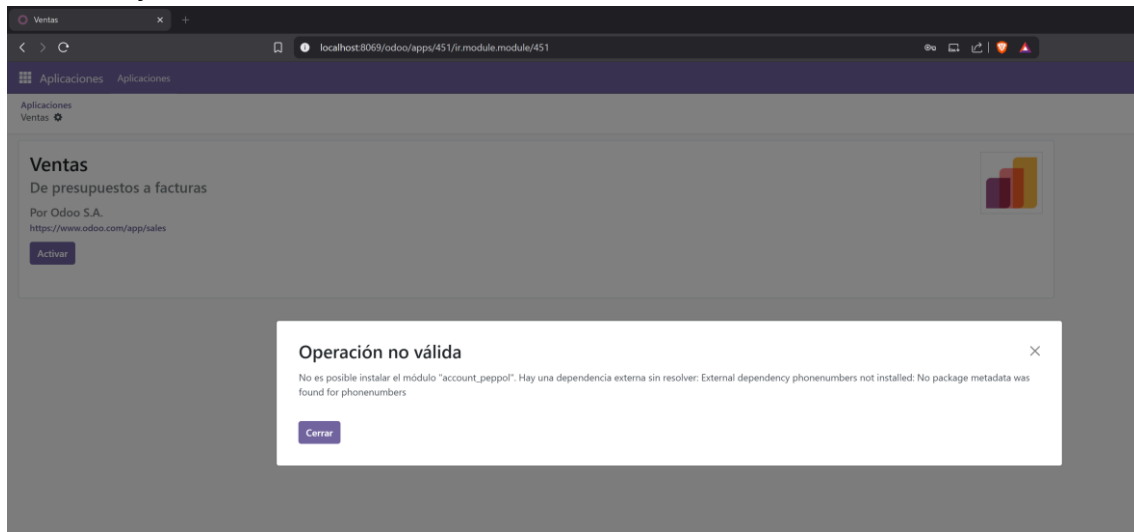 Ventas
localhost:8069/odoo/apps/451/ir.module.module/451
Aplicaciones Aplicaciones
Aplicaciones
Ventas
Ventas
De presupuestos a facturas
Por Odoo S.A.
https://www.odoo.com/app/sales
Activar
Operación no válida
No es posible instalar el módulo "account_peppol". Hay una dependencia externa sin resolver: External dependency phonenumbers not installed: No package metadata was
found for phonenumbers
Cerrar